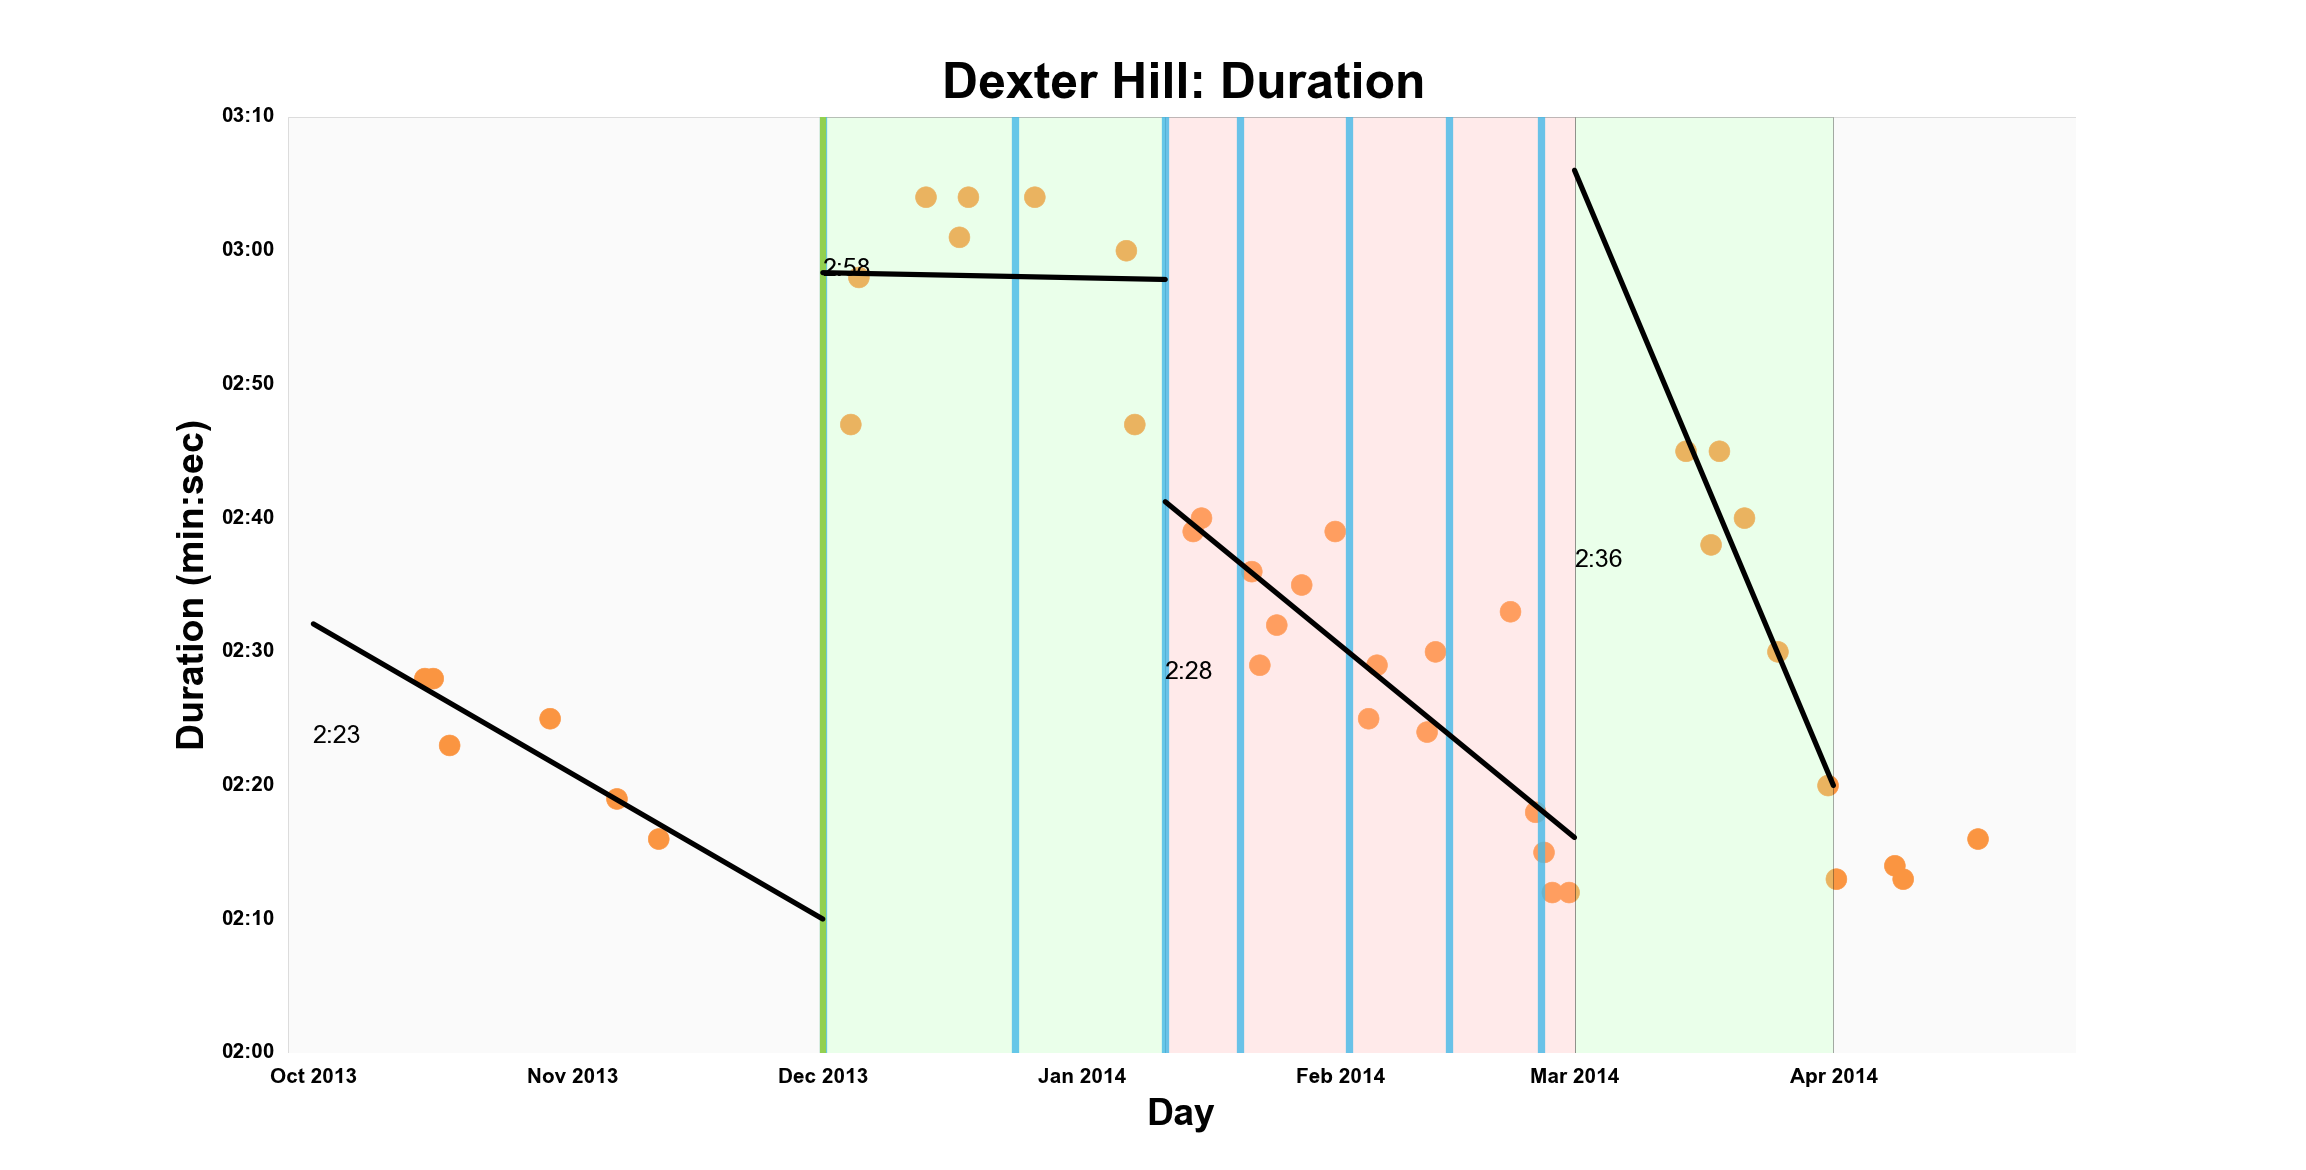 Dexter Hill: Duration
03:10
03:00
02:50
02:40
02:30
02:20
02:10
02:00
Duration (min:sec)
2:23
2:58
2:28
2:36
Oct 2013
Nov 2013
Dec 2013
Jan 2014
Feb 2014
Mar 2014
Apr 2014
Day